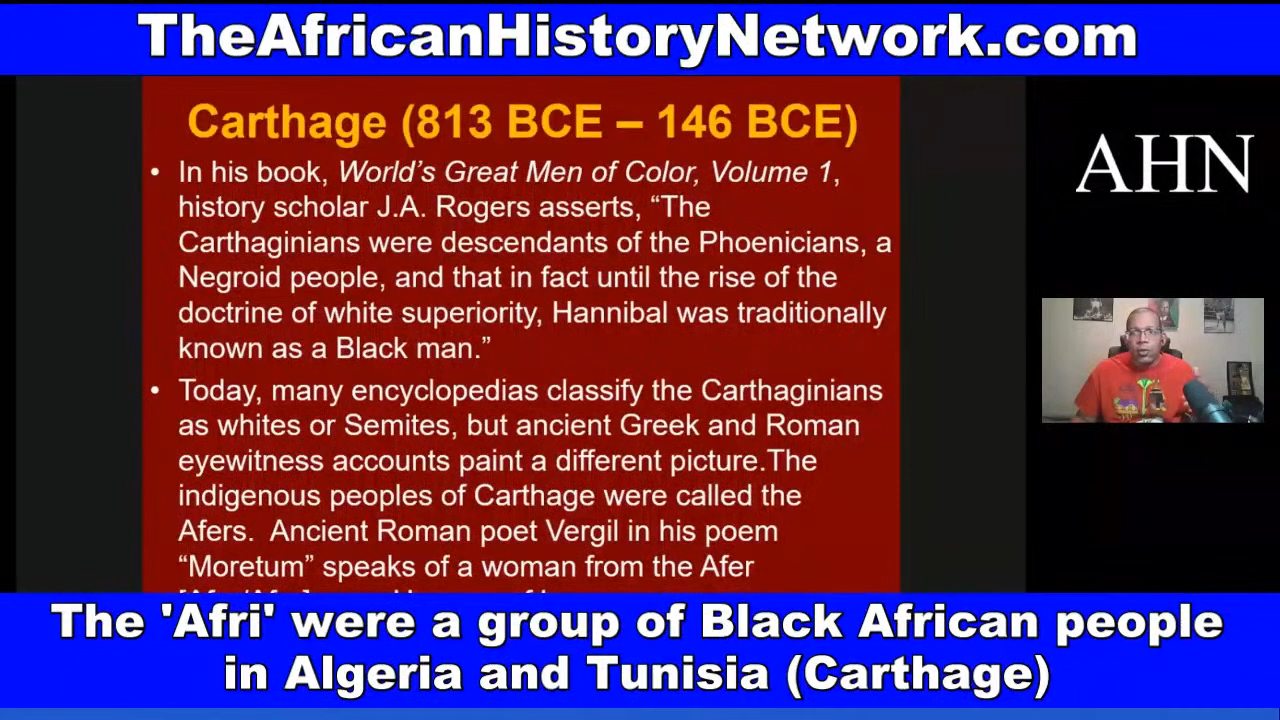 TheAfricanHistoryNetwork.com
Carthage (813 BCE – 146 BCE)
• In his book, World's Great Men of Color, Volume 1,
history scholar J.A. Rogers asserts, “The
Carthaginians were descendants of the Phoenicians, a
Negroid people, and that in fact until the rise of the
doctrine of white superiority, Hannibal was traditionally
known as a Black man.”
• Today, many encyclopedias classify the Carthaginians
as whites or Semites, but ancient Greek and Roman
eyewitness accounts paint a different picture.The
indigenous peoples of Carthage were called the
Afers.  Ancient Roman poet Vergil in his poem
“Moretum” speaks of a woman from the Afer
AHN
The 'Afri' were a group of Black African people
in Algeria and Tunisia (Carthage)